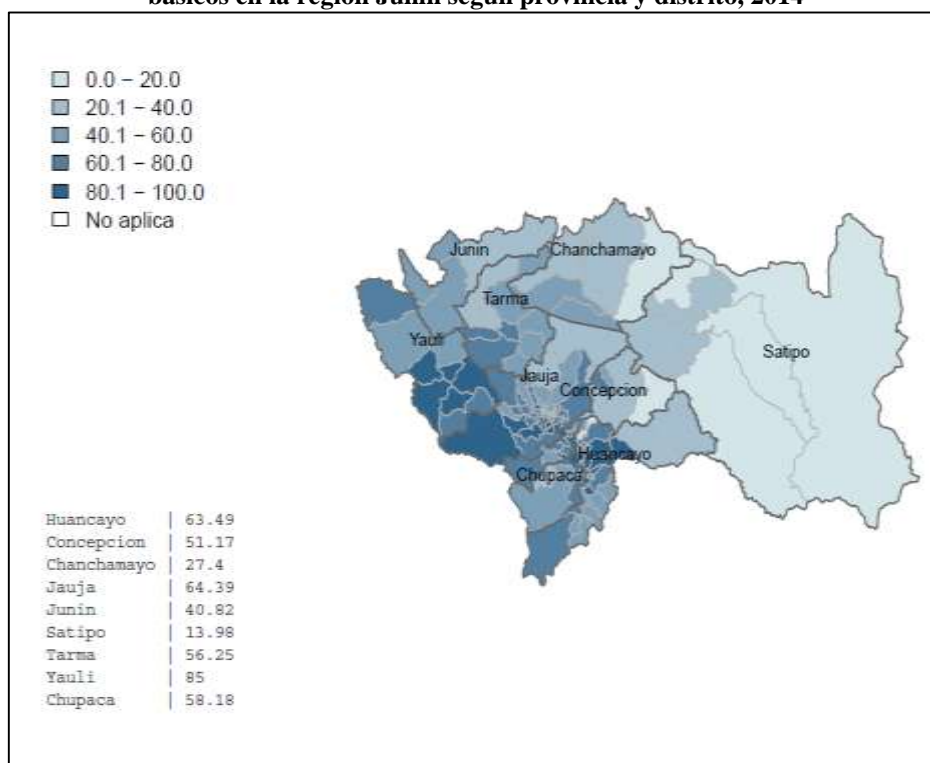 básicos en la región Junín según provincia y distrito, 2014
0.0 – 20.0
20.1 – 40.0
40.1 – 60.0
60.1 – 80.0
80.1 – 100.0
No aplica
Junin
Chanchamayo
Tarma
Yauli
Satipo
Jauja
Concepcion
Huancayo
Chupaca
Huancayo | 63.49
Concepcion | 51.17
Chanchamayo | 27.4
Jauja | 64.39
Junin | 40.82
Satipo | 13.98
Tarma | 56.25
Yauli | 85
Chupaca | 58.18